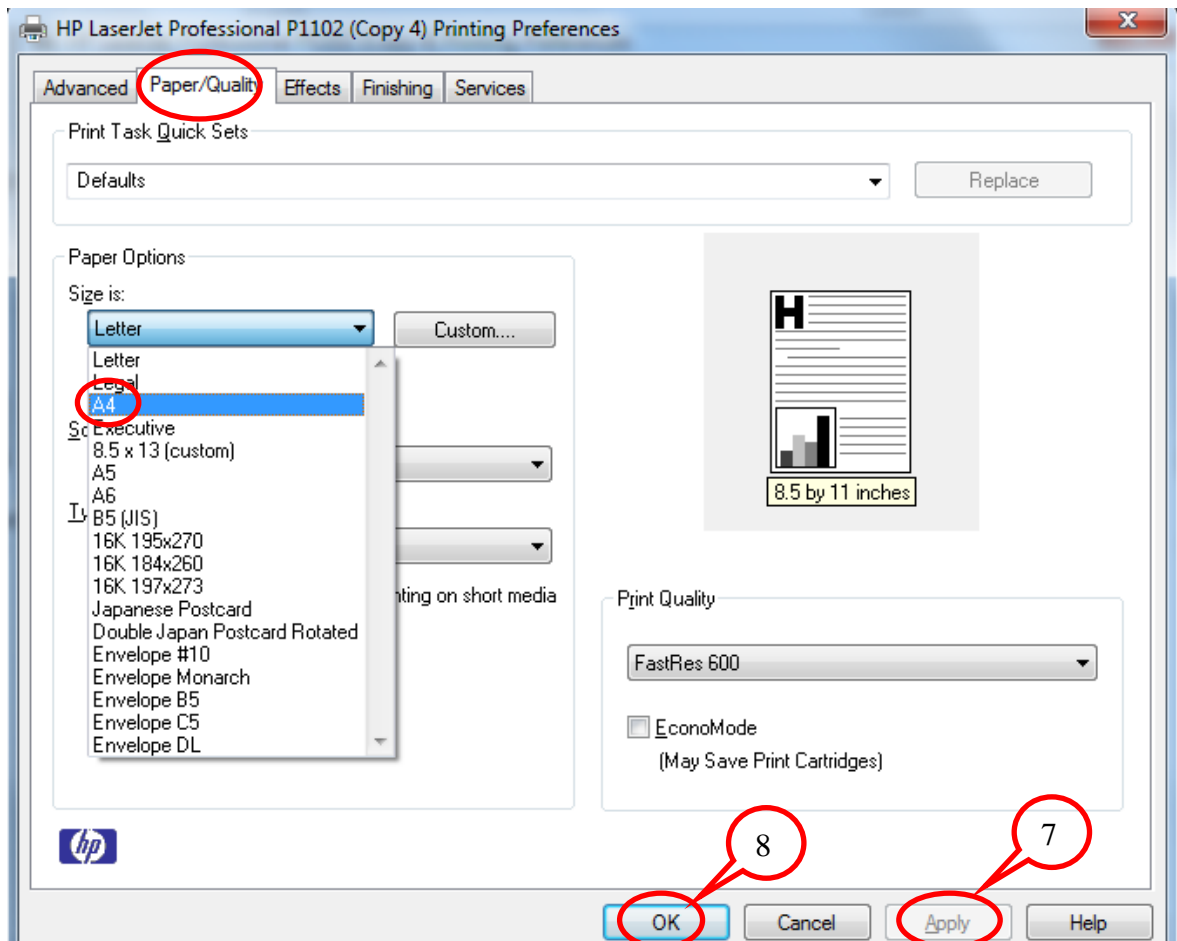 HP LaserJet Professional P1102 (Copy 4) Printing Preferences
X
Advanced Paper/Quality Effects Finishing Services
Print Task Quick Sets
Defaults
Replace
Paper Options
Size is:
Letter
Custom....
Letter
Legal
A4
Executive
8.5 x 13 (custom)
A5
A6
B5 (JIS)
16K 195x270
16K 184x260
16K 197x273
Japanese Postcard
Double Japan Postcard Rotated
Envelope #10
Envelope Monarch
Envelope B5
Envelope C5
Envelope DL
nting on short media
H
8.5 by 11 inches
Print Quality
FastRes 600
EconoMode
(May Save Print Cartridges)
hp
8
7
OK Cancel Apply Help